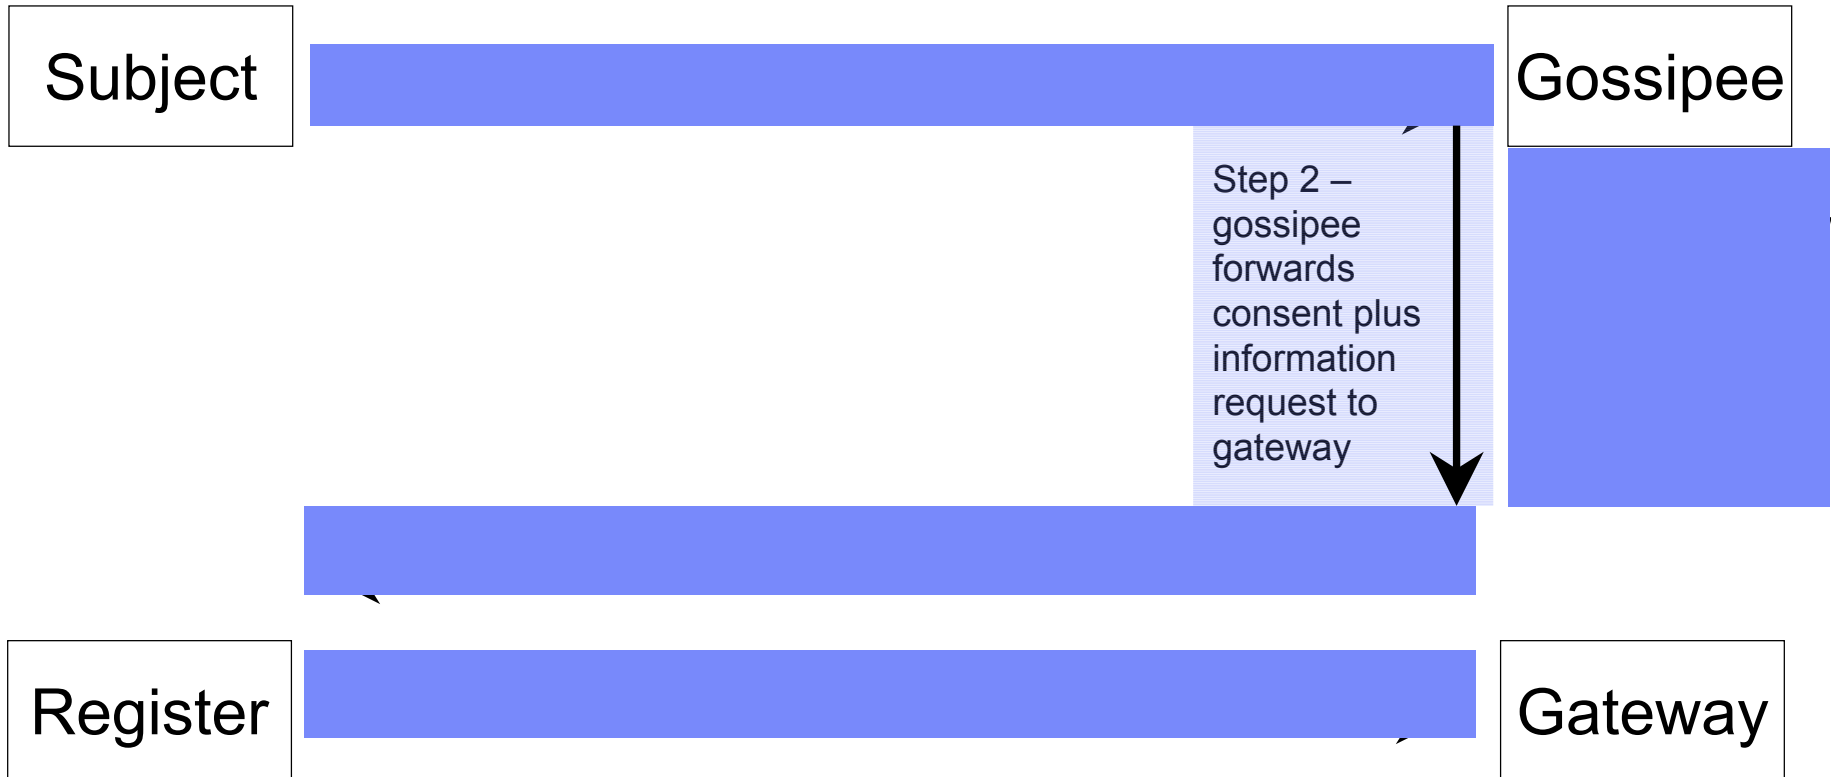 Subject
Gossipee
Step 2 –
gossipee
forwards
consent plus
information
request to
gateway
Register
Gateway